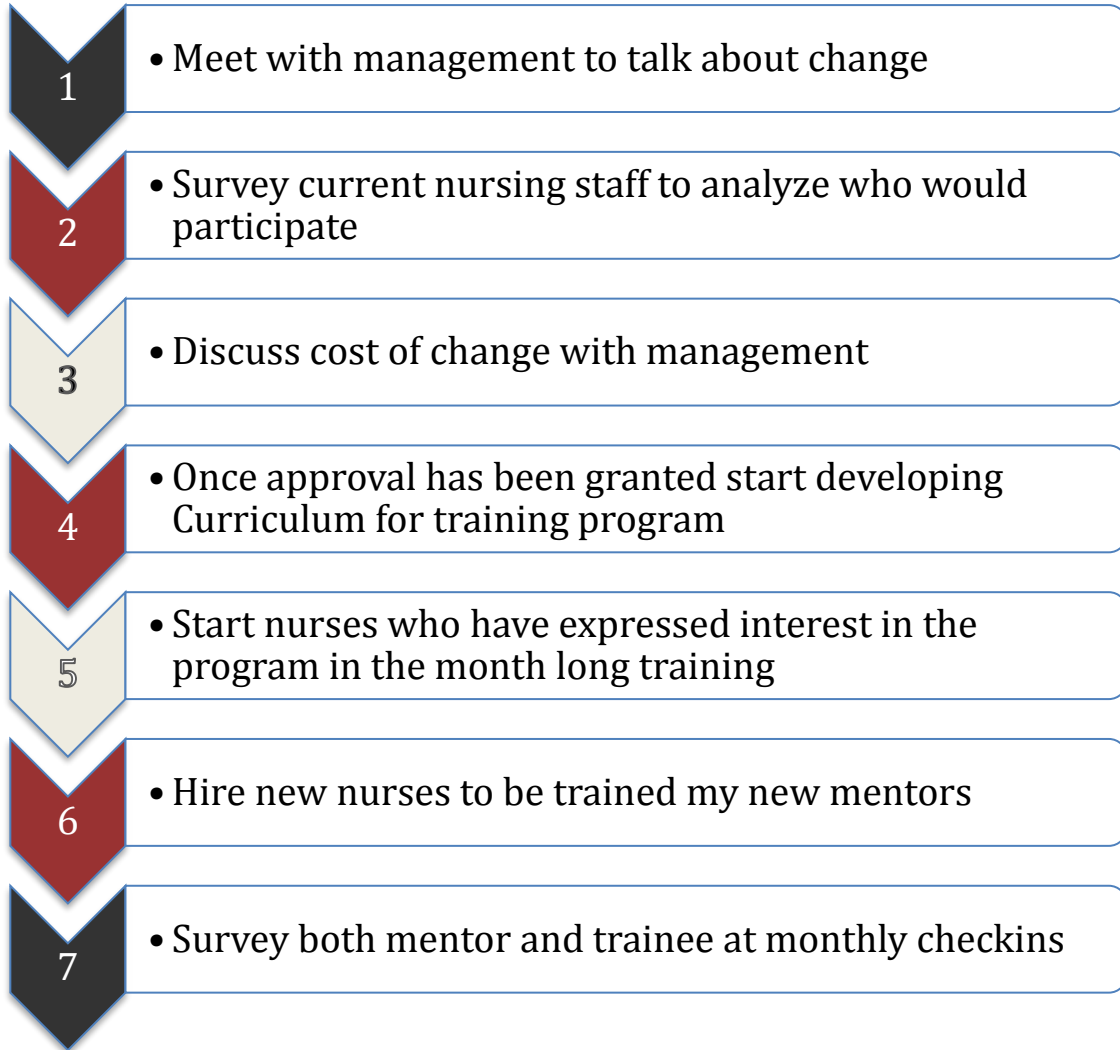 1
• Meet with management to talk about change
2
• Survey current nursing staff to analyze who would
participate
3
• Discuss cost of change with management
4
• Once approval has been granted start developing
Curriculum for training program
5
• Start nurses who have expressed interest in the
program in the month long training
6
• Hire new nurses to be trained my new mentors
7
• Survey both mentor and trainee at monthly checkins